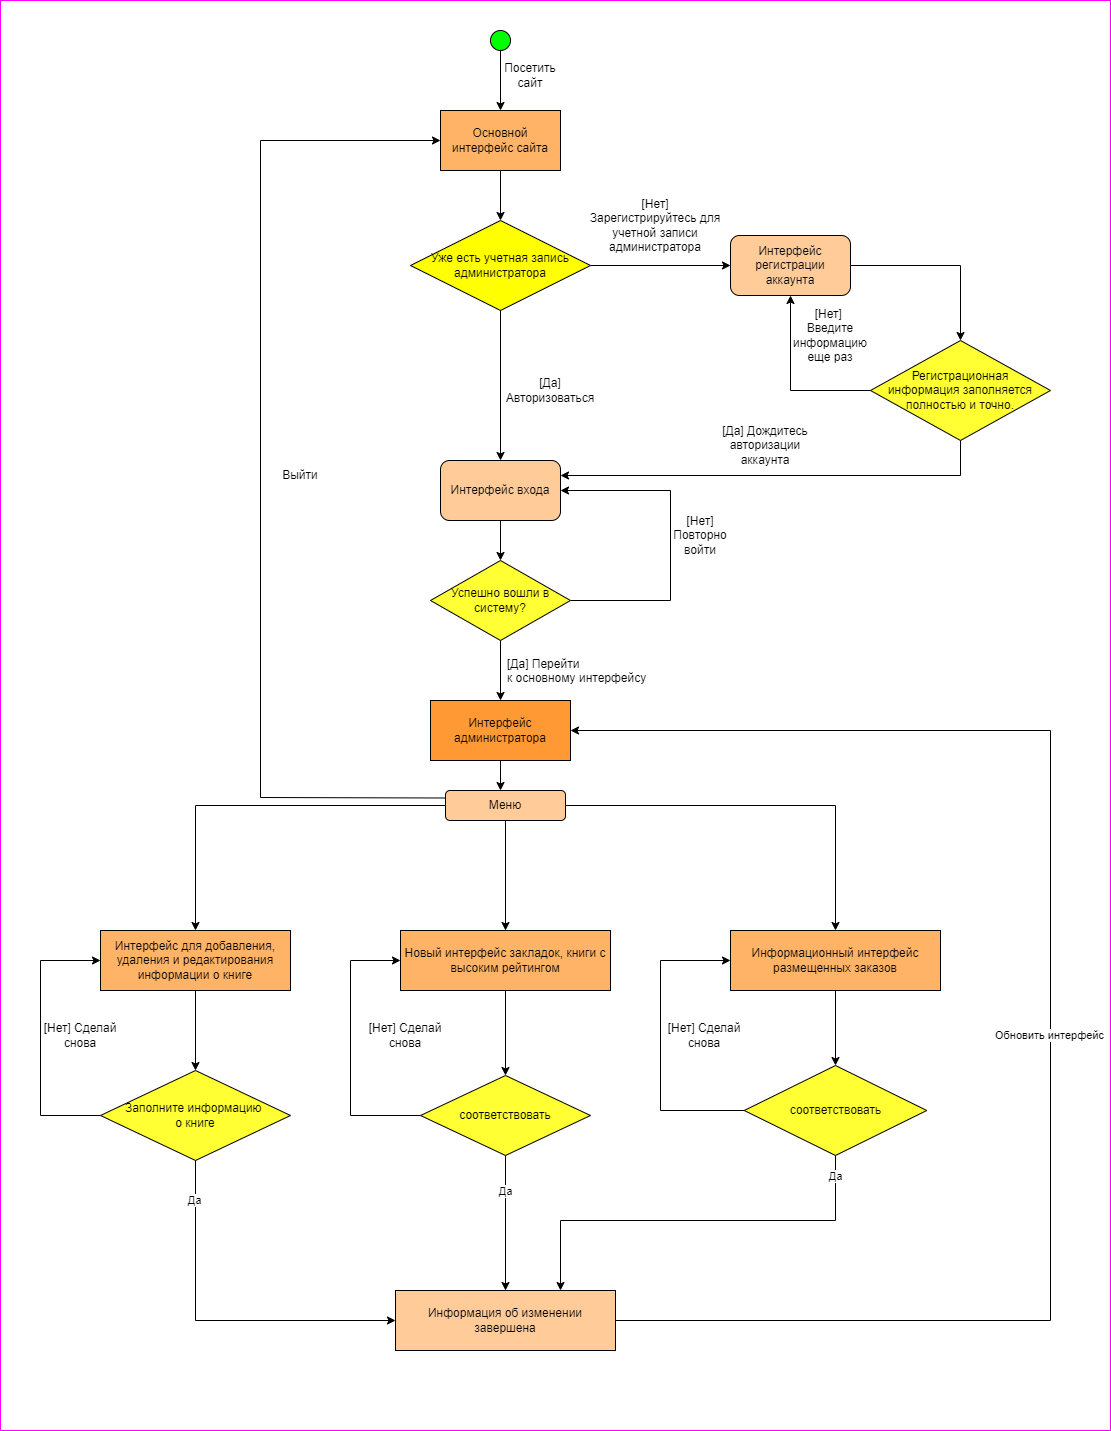 Посетить
сайт
Основной
интерфейс сайта
[Нет]
Зарегистрируйтесь для
учетной записи
администратора
Уже есть учетная запись
администратора
Интерфейс
регистрации
аккаунта
[Нет]
Введите
информацию
еще раз
Регистрационная
информация заполняется
полностью и точно.
[Да]
Авторизоваться
[Да] Дождитесь
авторизации
аккаунта
Выйти
Интерфейс входа
[Нет]
Повторно
войти
Успешно вошли в
систему?
[Да] Перейти
к основному интерфейсу
Интерфейс
администратора
Меню
Интерфейс для добавления,
удаления и редактирования
информации о книге
Новый интерфейс закладок, книги с
высоким рейтингом
Информационный интерфейс
размещенных заказов
[Нет] Сделай
снова
[Нет] Сделай
снова
[Нет] Сделай
снова
Обновить интерфейс
Заполните информацию
о книге
соответствовать
соответствовать
Да
Да
Да
Информация об изменении
завершена